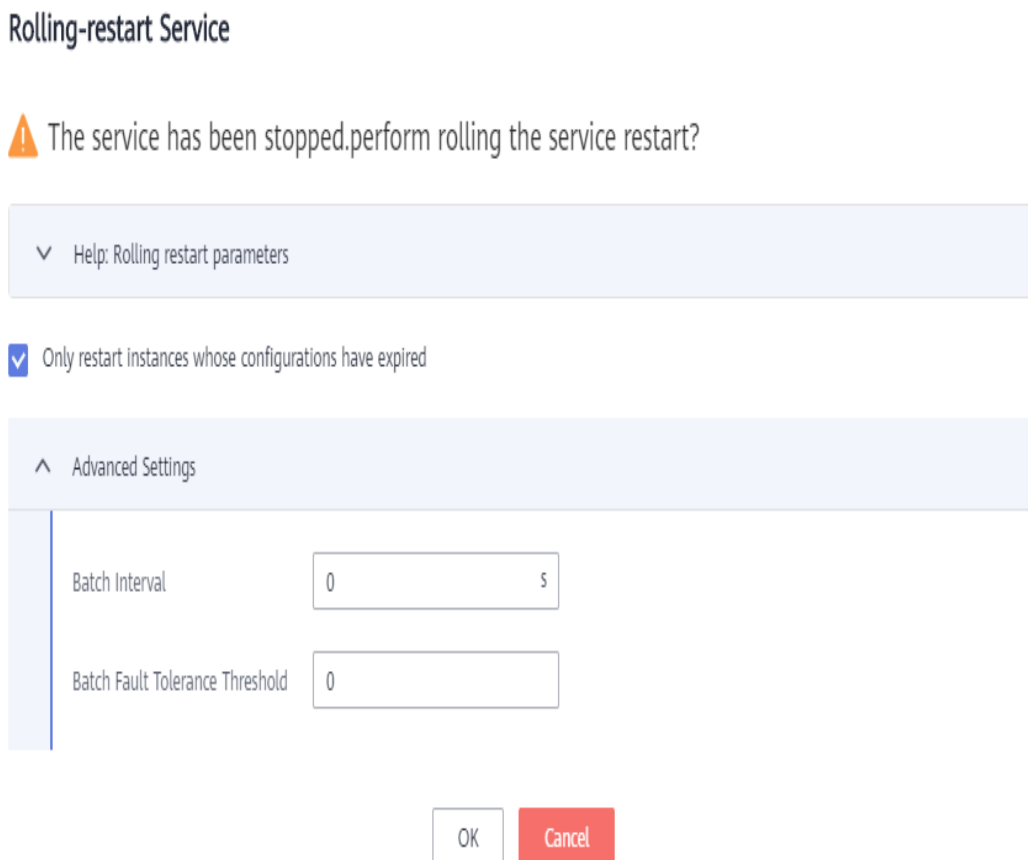 Rolling-restart Service
The service has been stopped.perform rolling the service restart?
Help: Rolling restart parameters
Only restart instances whose configurations have expired
Advanced Settings
Batch Interval 0 s
Batch Fault Tolerance Threshold 0
OK Cancel